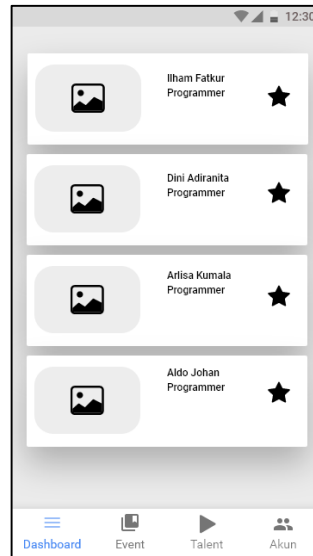 12:30
Ilham Fatkur
Programmer
Dini Adiranita
Programmer
Arlisa Kumala
Programmer
Aldo Johan
Programmer
Dashboard
Event
Talent
Akun